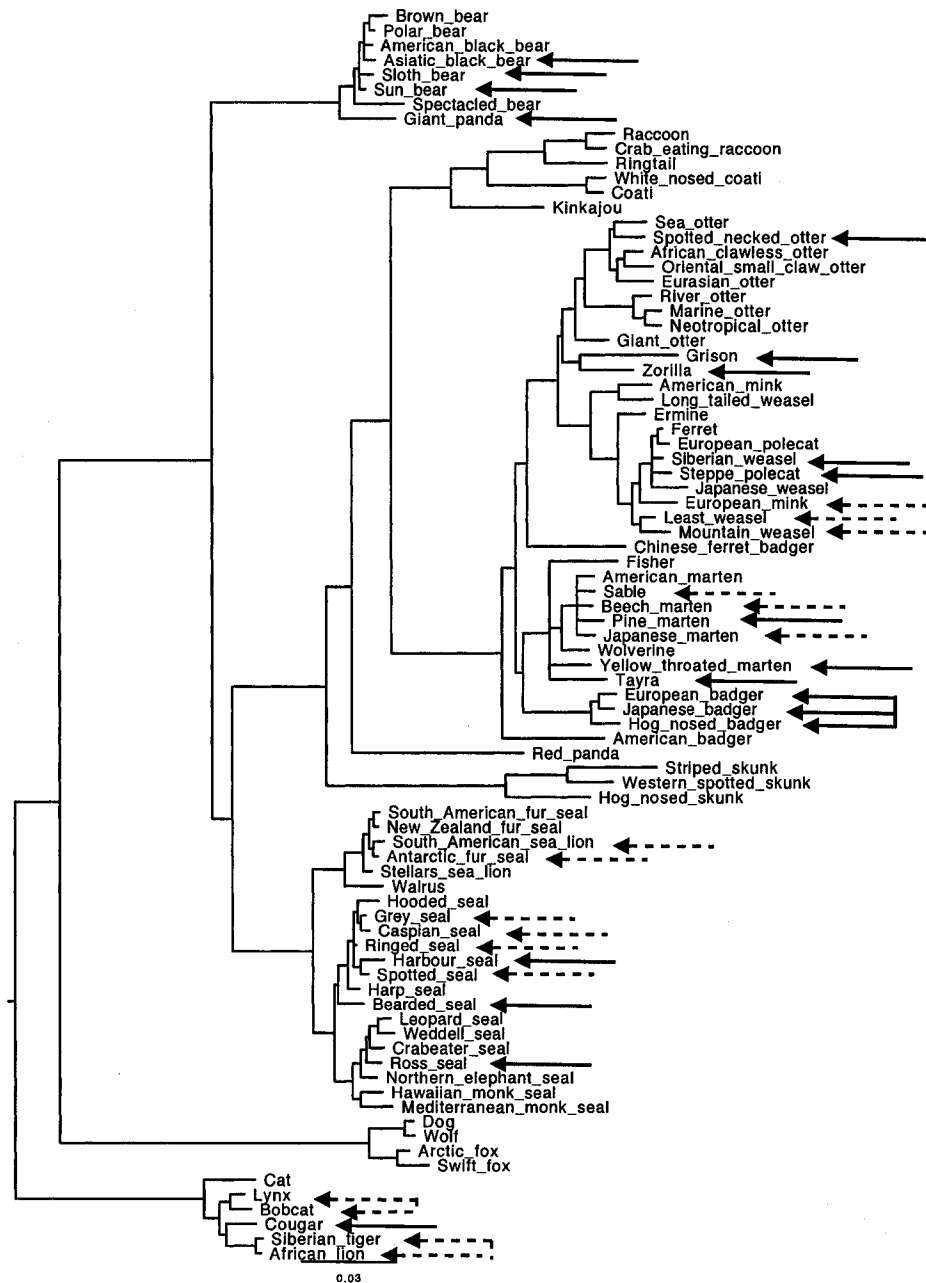 Brown_bear
Polar_bear
American_black_bear
Asiatic_black_bear
Sloth_bear
Sun_bear
Spectacled_bear
Giant_panda
Raccoon
Crab_eating_raccoon
Ringtail
White_nosed_coati
Coati
Kinkajou
Sea_otter
Spotted_necked_otter
African_clawless_otter
Oriental_small_claw_otter
Eurasian_otter
River_otter
Marine_otter
Neotropical_otter
Giant_otter
Grison
Zorilla
American_mink
Long_tailed_weasel
Ermine
Ferret
European_polecat
Siberian_weasel
Steppe_polecat
Japanese_weasel
European_mink
Least_weasel
Mountain_weasel
Chinese_ferret_badger
Fisher
American_marten
Sable
Beech_marten
Pine_marten
Japanese_marten
Wolverine
Yellow_throated_marten
Tayra
European_badger
Japanese_badger
Hog_nosed_badger
American_badger
Red_panda
Striped_skunk
Western_spotted_skunk
Hog_nosed_skunk
South_American_fur_seal
New_Zealand_fur_seal
South_American_sea_lion
Antarctic_fur_seal
Stellars_sea_lion
Walrus
Hooded_seal
Grey_seal
Caspian_seal
Ringed_seal
Harbour_seal
Spotted_seal
Harp_seal
Bearded_seal
Leopard_seal
Weddell_seal
Crabeater_seal
Ross_seal
Northern_elephant_seal
Hawaiian_monk_seal
Mediterranean_monk_seal
Dog
Wolf
Arctic_fox
Swift_fox
Cat
Lynx
Bobcat
Cougar
Siberian_tiger
African_lion
0.03